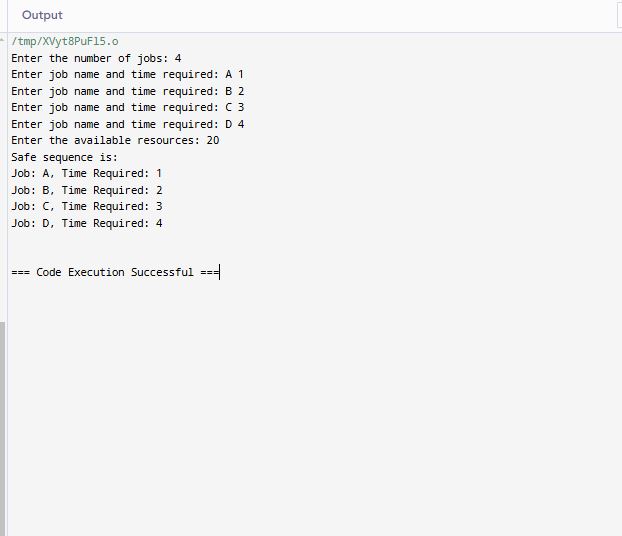 Output
/tmp/XVyt8PuFl5.o
Enter the number of jobs: 4
Enter job name and time required: A 1
Enter job name and time required: B 2
Enter job name and time required: C 3
Enter job name and time required: D 4
Enter the available resources: 20
Safe sequence is:
Job: A, Time Required: 1
Job: B, Time Required: 2
Job: C, Time Required: 3
Job: D, Time Required: 4
=== Code Execution Successful ===